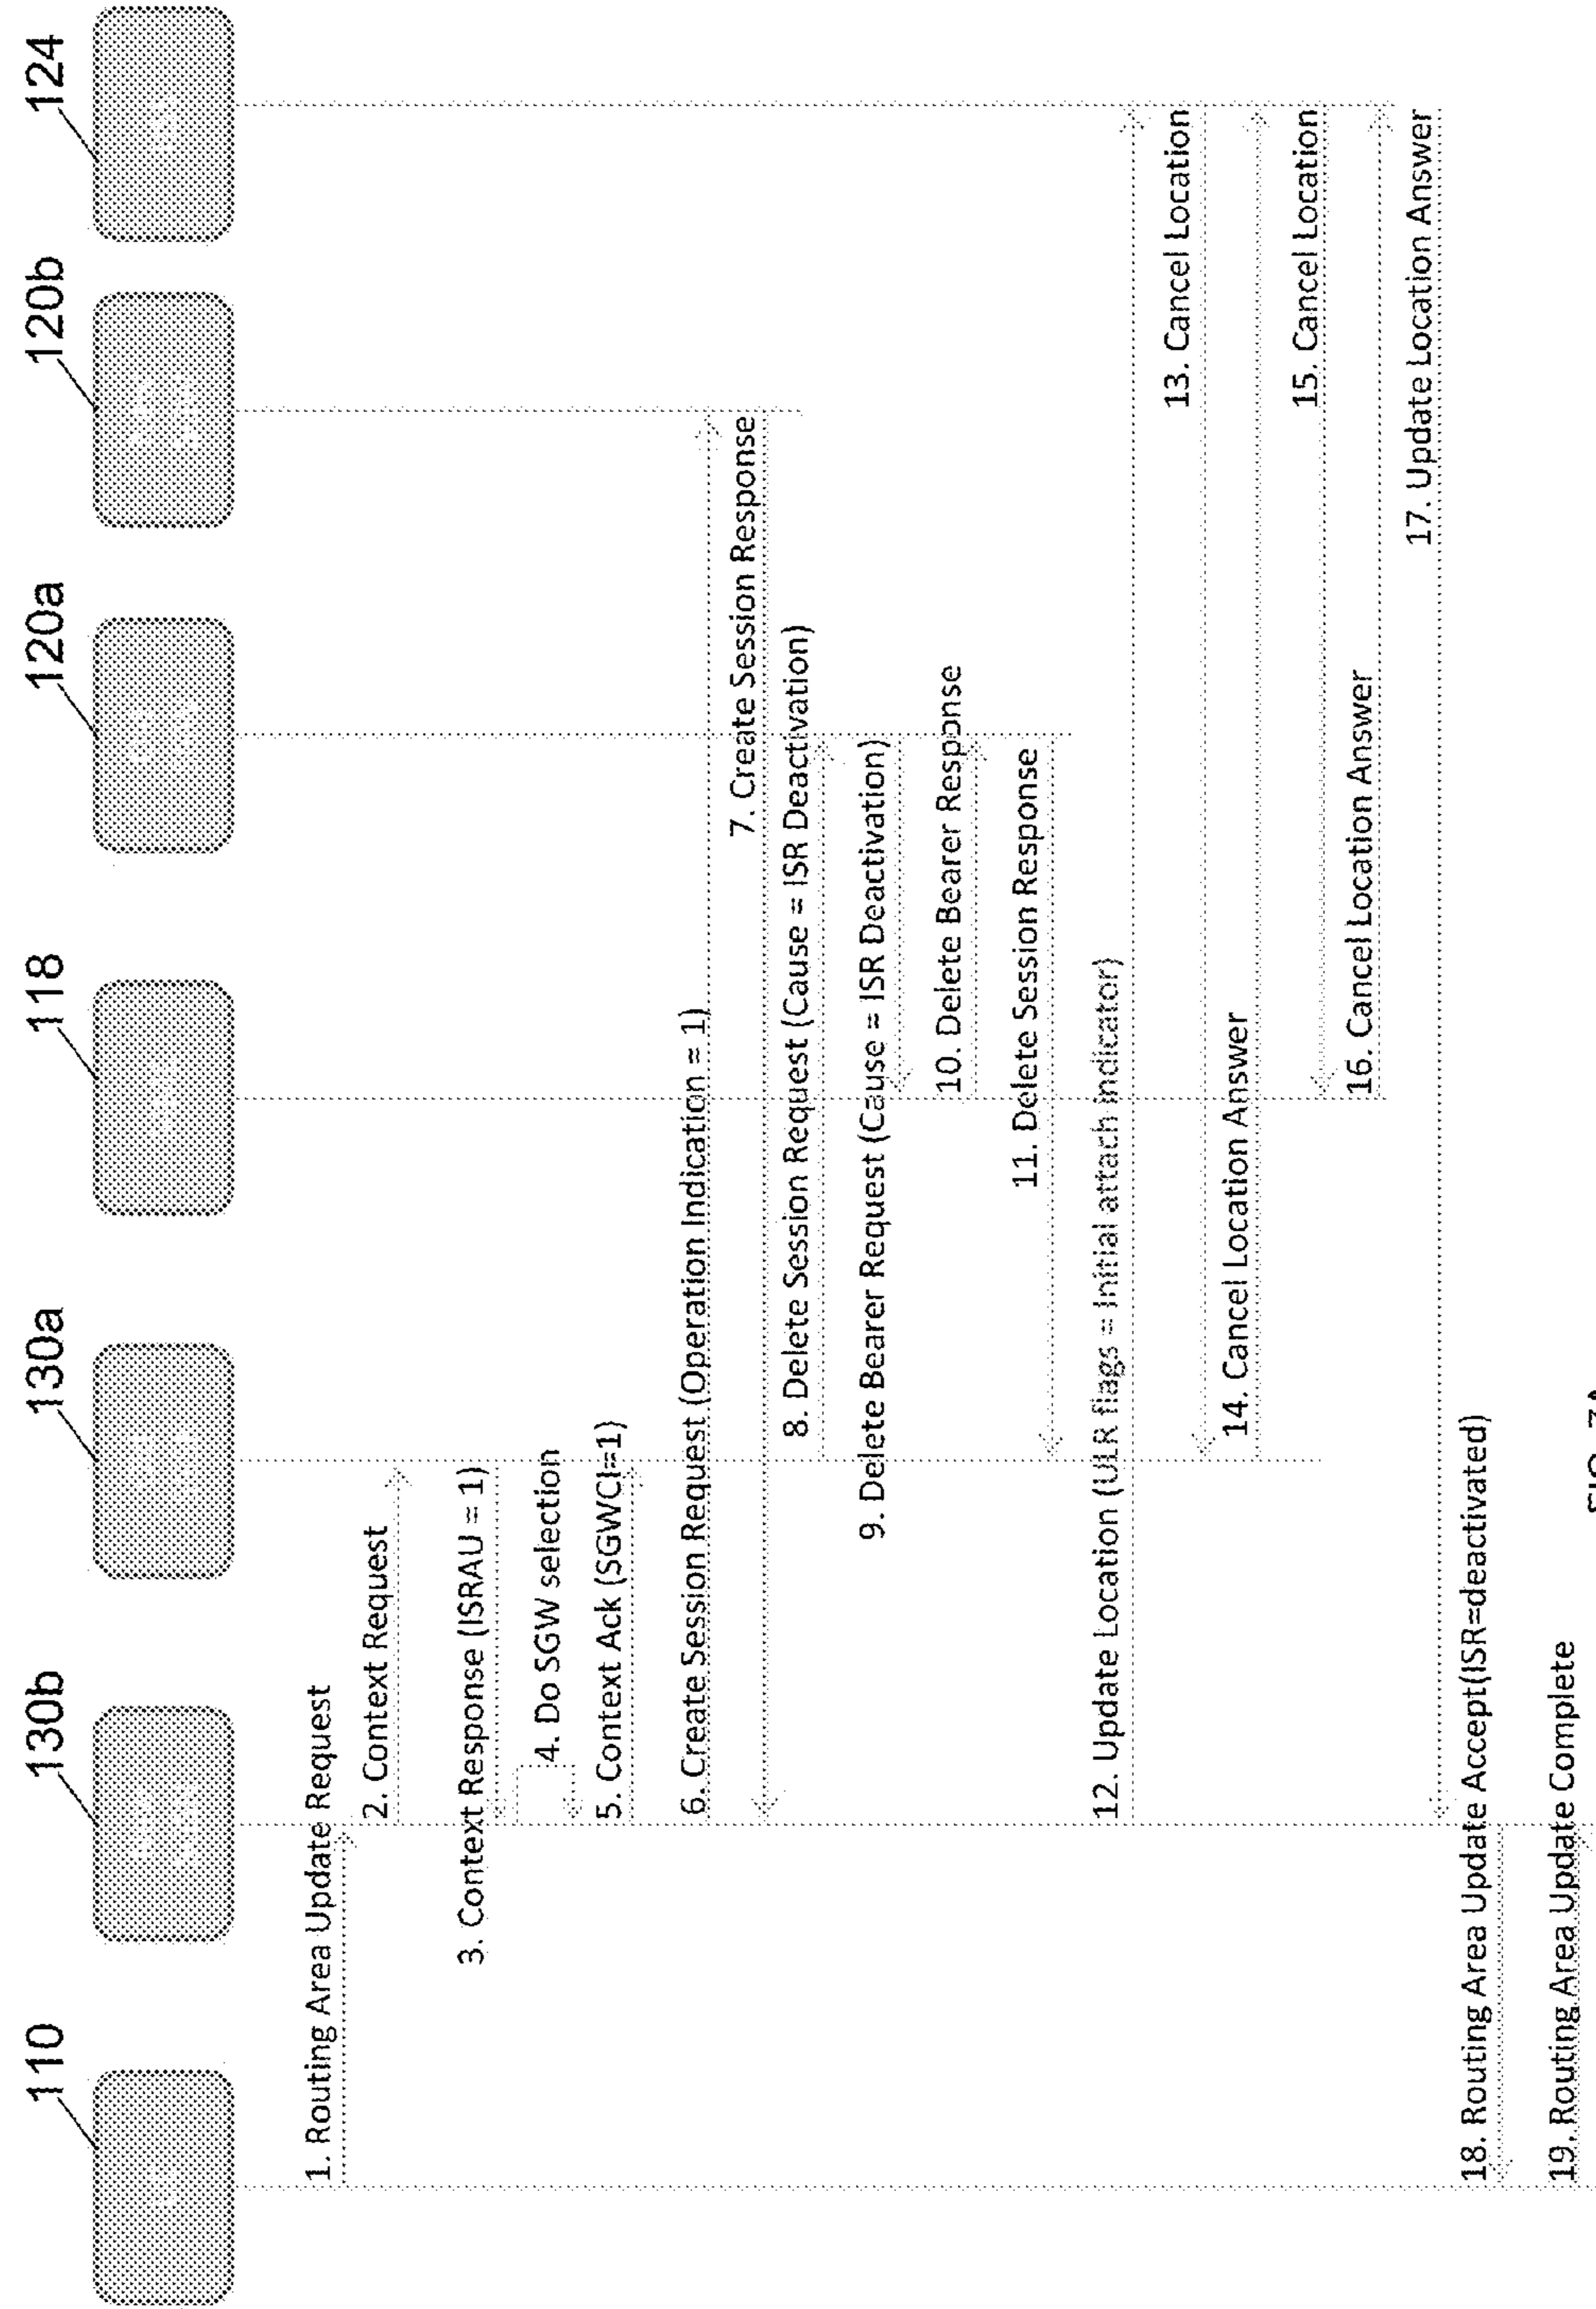 110
130b
130a
118
120a
120b
124
1. Routing Area Update Request
2. Context Request
3. Context Response (ISRAU = 1)
4. Do SGW selection
5. Context Ack (SGWCI=1)
6. Create Session Request (Operation Indication = 1)
7. Create Session Response
8. Delete Session Request (Cause = ISR Deactivation)
9. Delete Bearer Request (Cause = ISR Deactivation)
10. Delete Bearer Response
11. Delete Session Response
12. Update Location (ULR flags = Initial attach indicator)
13. Cancel Location
14. Cancel Location Answer
15. Cancel Location
16. Cancel Location Answer
17. Update Location Answer
18. Routing Area Update Accept(ISR=deactivated)
19. Routing Area Update Complete